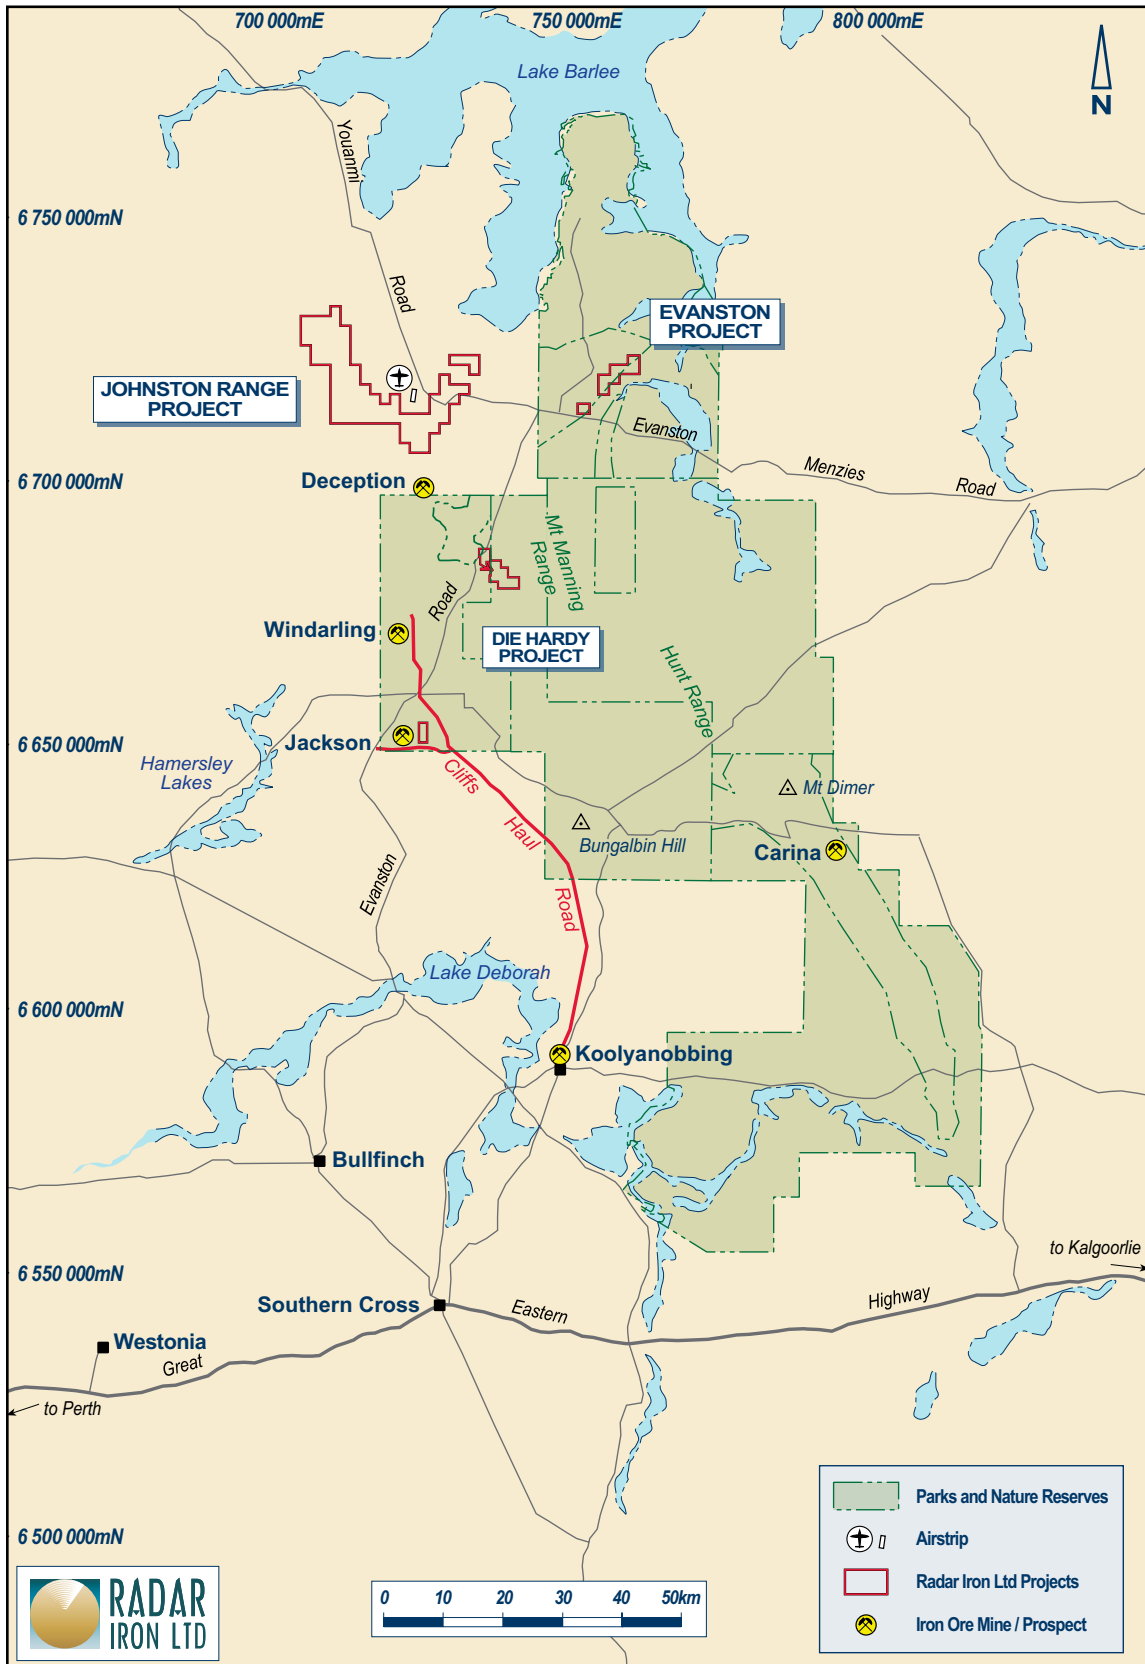 700 000mE
750 000mE
800 000mE
Lake Barlee
N
Youanmi
6 750 000mN
Road
EVANSTON
PROJECT
JOHNSTON RANGE
PROJECT
Evanston
Menzies
Road
Deception
6 700 000mN
Mt Manning
Range
Road
Windarling
DIE HARDY
PROJECT
Hunt Range
Jackson
6 650 000mN
Hamersley
Lakes
Cliffs
Haul
Road
Mt Dimer
Bungalbin Hill
Carina
Evanston
Lake Deborah
6 600 000mN
Koolyanobbing
Bullfinch
to Kalgoorlie
6 550 000mN
Southern Cross
Eastern
Highway
Westonia
Great
to Perth
6 500 000mN
Parks and Nature Reserves
Airstrip
Radar Iron Ltd Projects
Iron Ore Mine / Prospect
RADAR
IRON LTD
0 10 20 30 40 50km